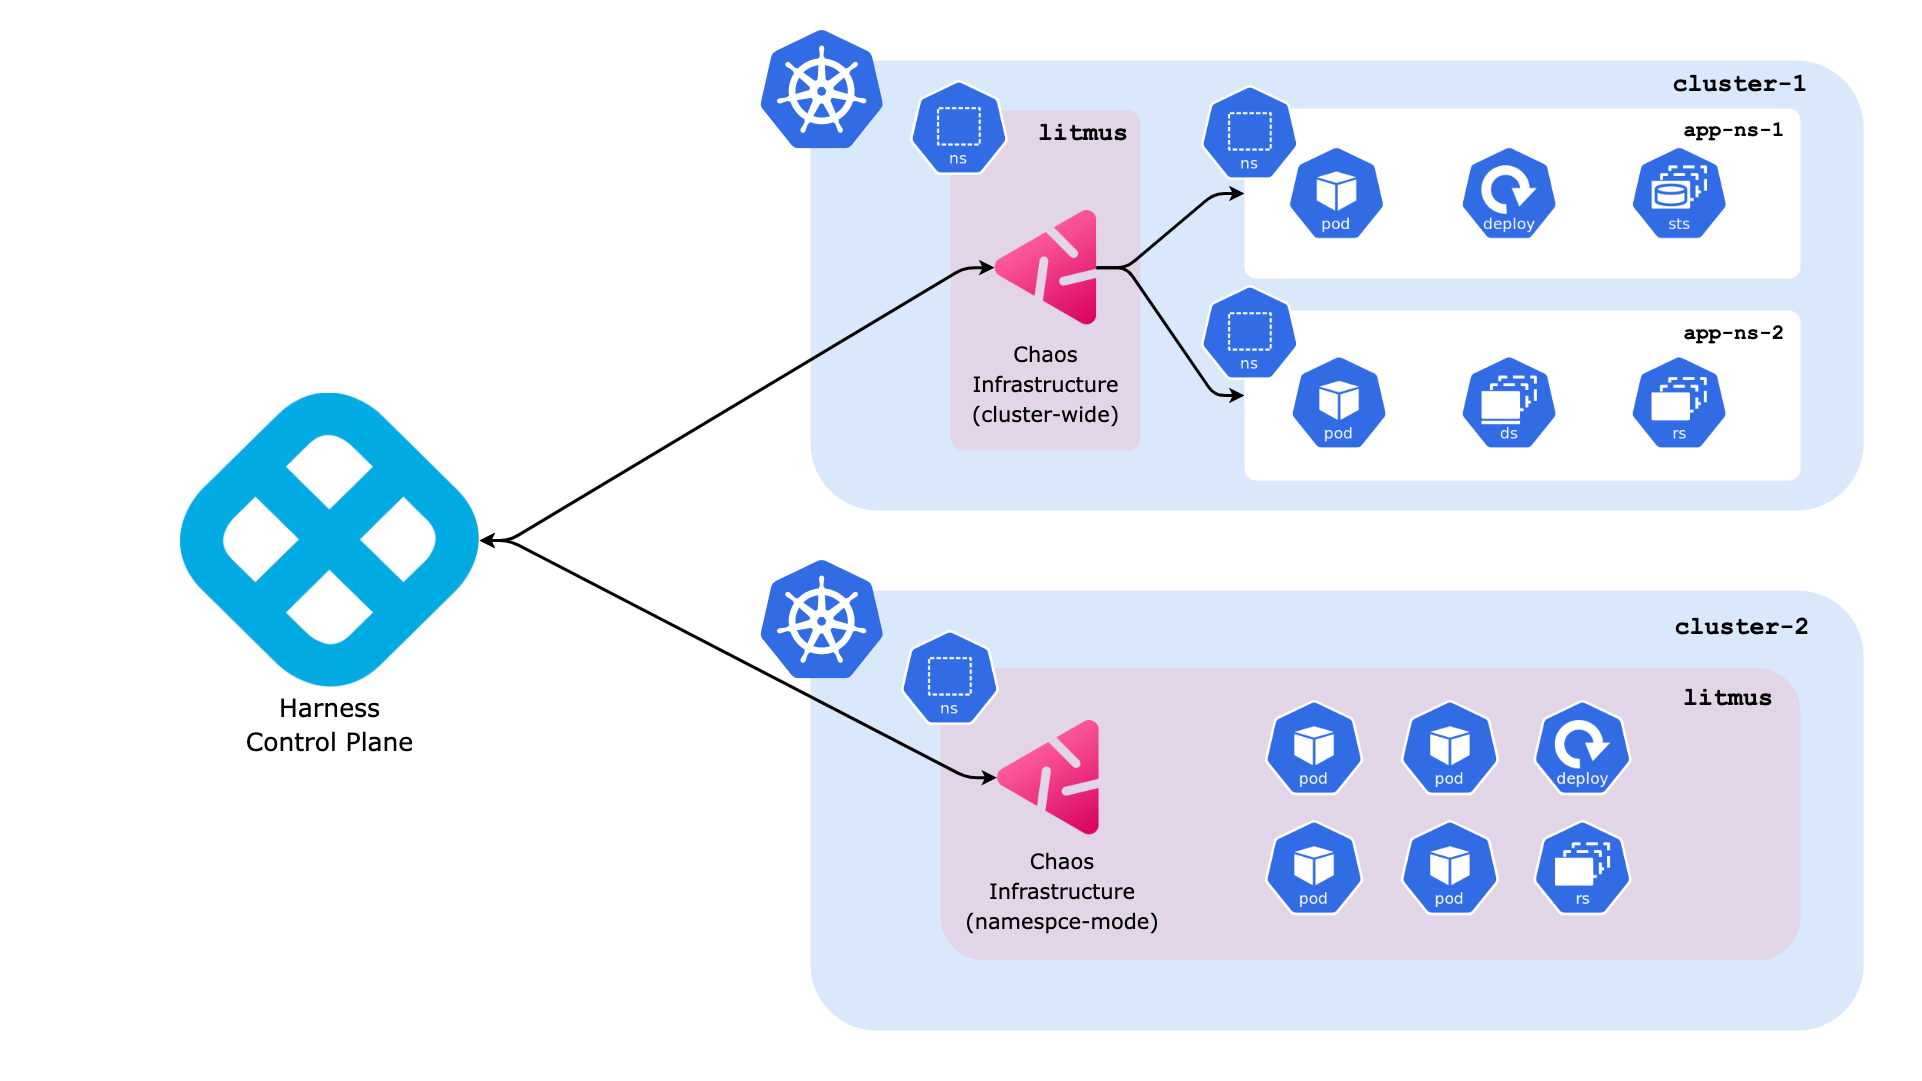 cluster-1
ns
litmus
Chaos
Infrastructure
(cluster-wide)
ns
app-ns-1
pod
deploy
sts
ns
app-ns-2
pod
ds
rs
Harness
Control Plane
cluster-2
ns
litmus
Chaos
Infrastructure
(namespce-mode)
pod
pod
deploy
pod
pod
rs